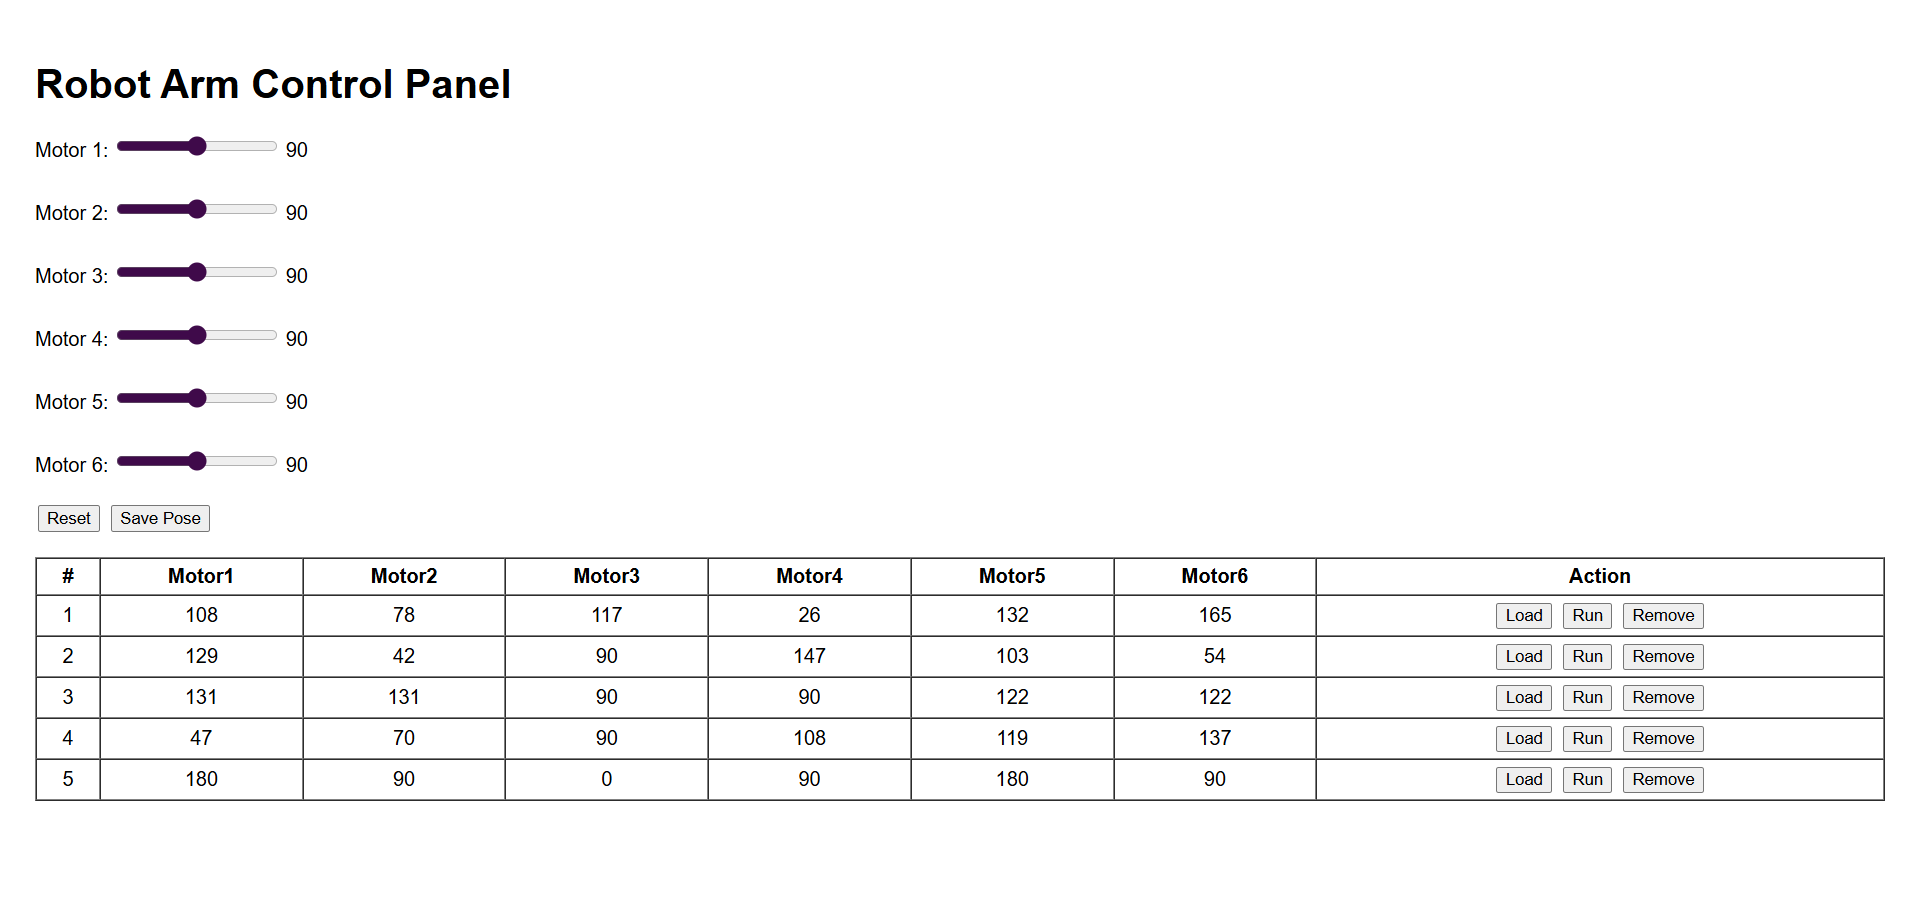 Robot Arm Control Panel
Motor 1: 90
Motor 2: 90
Motor 3: 90
Motor 4: 90
Motor 5: 90
Motor 6: 90
Reset Save Pose
# Motor1 Motor2 Motor3 Motor4 Motor5 Motor6 Action
1 108 78 117 26 132 165 Load Run Remove
2 129 42 90 147 103 54 Load Run Remove
3 131 131 90 90 122 122 Load Run Remove
4 47 70 90 108 119 137 Load Run Remove
5 180 90 0 90 180 90 Load Run Remove